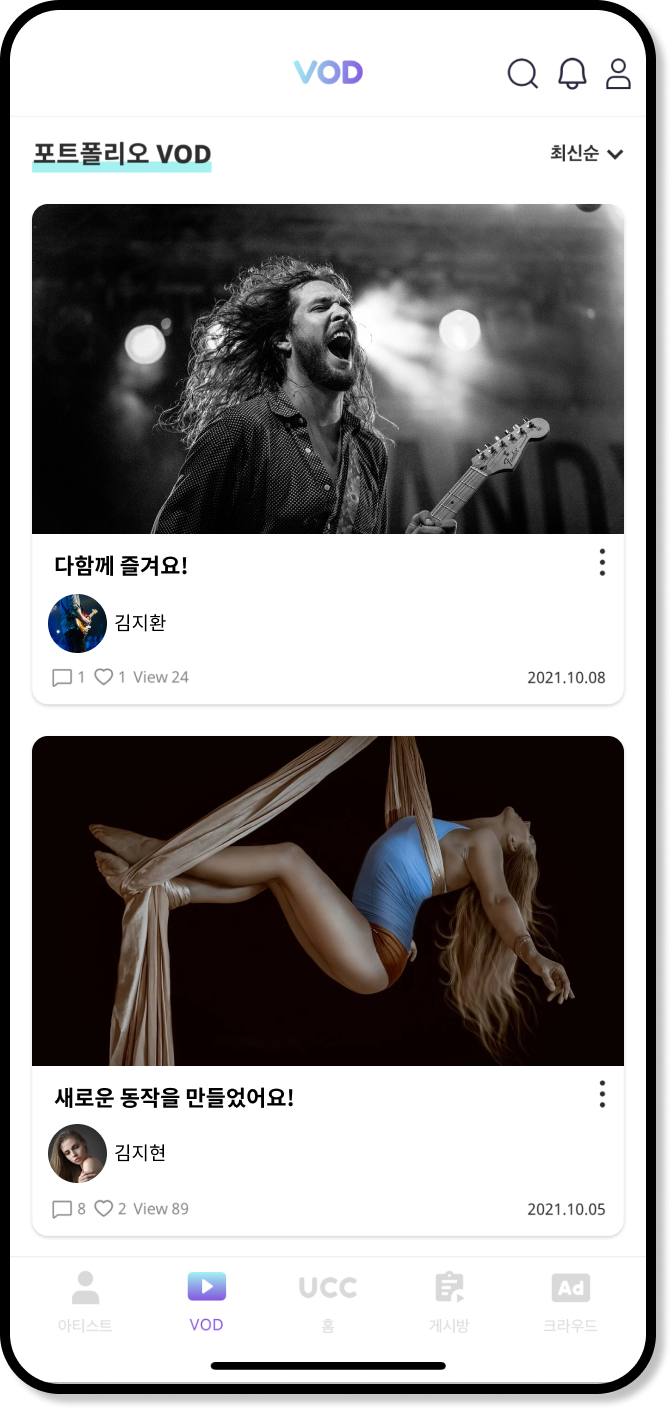 VOD
포트폴리오 VOD
최신순
ANDY
Fender
다함께 즐겨요!
김지환
1 1 View 24
2021.10.08
새로운 동작을 만들었어요!
김지현
8 2 View 89
2021.10.05
UCC
Ad
아티스트
VOD
홈
게시방
크라우드